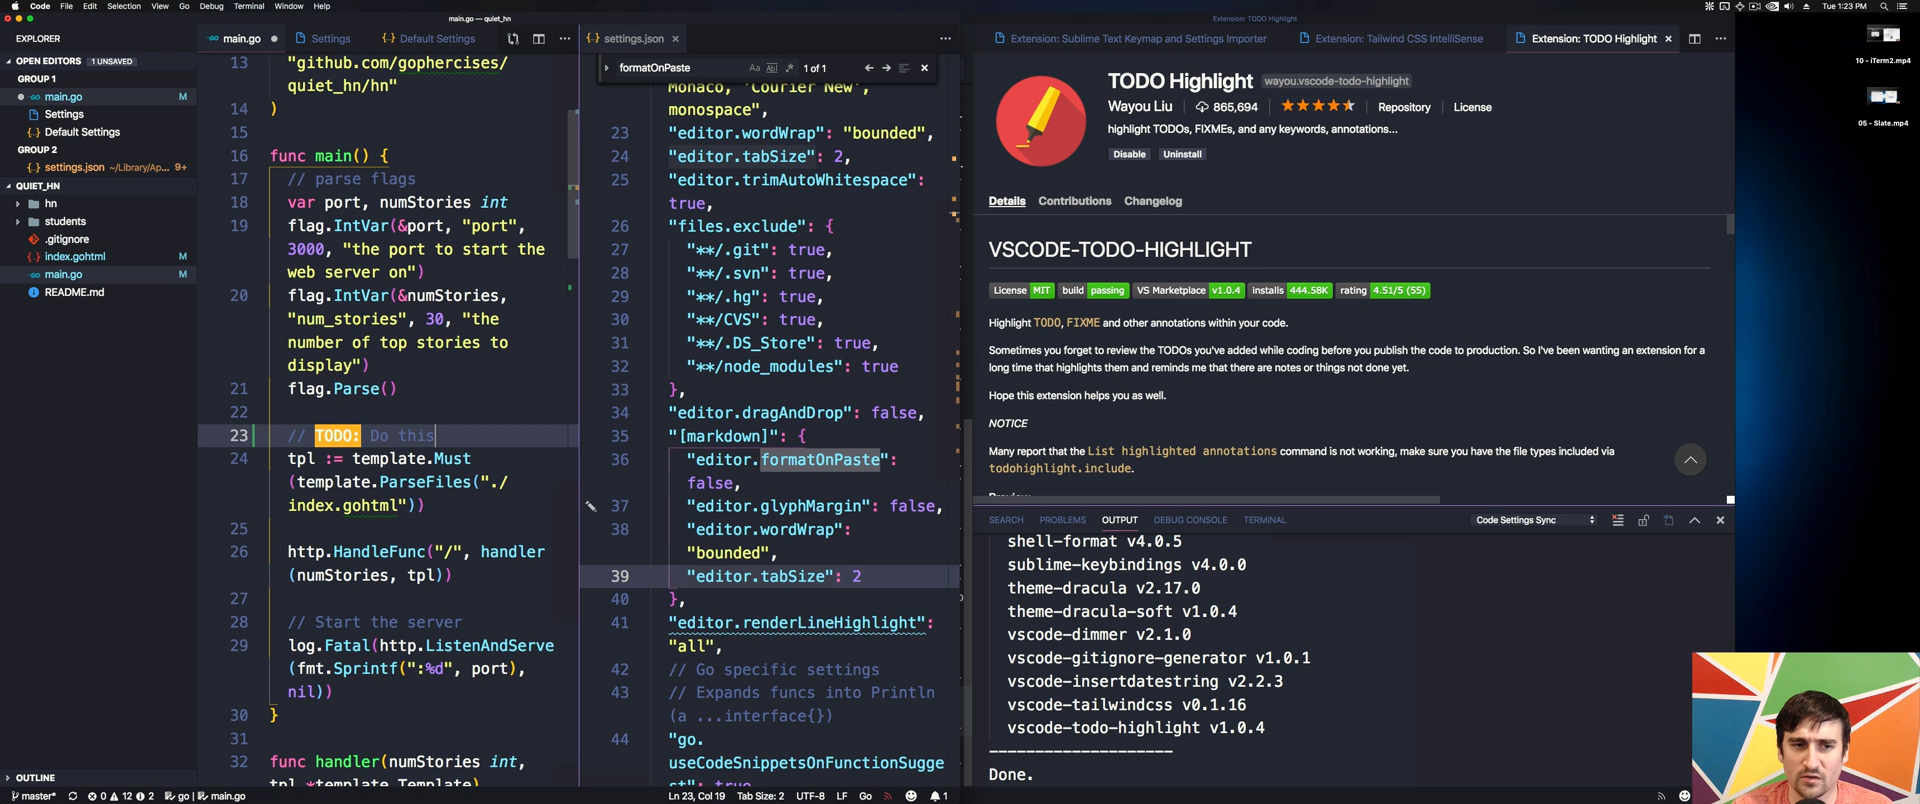 Code File Edit Selection View Go Debug Terminal Window Help
Tue 1:23 PM
main.go — quiet_hn
Extension: TODO Highlight
EXPLORER
OPEN EDITORS 1 UNSAVED
GROUP 1
main.go M
Settings
Default Settings
GROUP 2
settings.json ~/Library/Ap... 9+
QUIET_HN
hn
students
.gitignore
index.gohtml M
main.go M
README.md
OUTLINE
main.go
Settings
{} Default Settings
13 "github.com/gophercises/
quiet_hn/hn"
14 )
15
16 func main() {
17 // parse flags
18 var port, numStories int
19 flag.IntVar(&port, "port",
3000, "the port to start the
web server on")
20 flag.IntVar(&numStories,
"num_stories", 30, "the
number of top stories to
display")
21 flag.Parse()
22
23 // TODO: Do this
24 tpl := template.Must
(template.ParseFiles("./
index.gohtml"))
25
26 http.HandleFunc("/", handler
(numStories, tpl))
27
28 // Start the server
29 log.Fatal(http.ListenAndServe
(fmt.Sprintf(":%d", port),
nil))
30 }
31
32 func handler(numStories int,
tpl *template.Template)
{} settings.json
formatOnPaste
Aa Abl .* 1 of 1
Monaco, 'Courier New',
monospace",
23 "editor.wordWrap": "bounded",
24 "editor.tabSize": 2,
25 "editor.trimAutoWhitespace":
true,
26 "files.exclude": {
27 "**/.git": true,
28 "**/.svn": true,
29 "**/.hg": true,
30 "**/CVS": true,
31 "**/.DS_Store": true,
32 "**/node_modules": true
33 },
34 "editor.dragAndDrop": false,
35 "[markdown]": {
36 "editor.formatOnPaste":
false,
37 "editor.glyphMargin": false,
38 "editor.wordWrap":
"bounded",
39 "editor.tabSize": 2
40 },
41 "editor.renderLineHighlight":
"all",
42 // Go specific settings
43 // Expands funcs into Println
(a ...interface{})
44 "go.
useCodeSnippetsOnFunctionSugge
st": true
Extension: Sublime Text Keymap and Settings Importer
Extension: Tailwind CSS IntelliSense
Extension: TODO Highlight
TODO Highlight wayou.vscode-todo-highlight
Wayou Liu 865,694 Repository License
highlight TODOs, FIXMEs, and any keywords, annotations...
Disable Uninstall
Details Contributions Changelog
VSCODE-TODO-HIGHLIGHT
License MIT build passing VS Marketplace v1.0.4 installs 444.58K rating 4.51/5 (55)
Highlight TODO, FIXME and other annotations within your code.
Sometimes you forget to review the TODOs you've added while coding before you publish the code to production. So I've been wanting an extension for a
long time that highlights them and reminds me that there are notes or things not done yet.
Hope this extension helps you as well.
NOTICE
Many report that the List highlighted annotations command is not working, make sure you have the file types included via
todohighlight.include.
SEARCH PROBLEMS OUTPUT DEBUG CONSOLE TERMINAL
Code Settings Sync
shell-format v4.0.5
sublime-keybindings v4.0.0
theme-dracula v2.17.0
theme-dracula-soft v1.0.4
vscode-dimmer v2.1.0
vscode-gitignore-generator v1.0.1
vscode-insertdatestring v2.2.3
vscode-tailwindcss v0.1.16
vscode-todo-highlight v1.0.4
--------------------
Done.
10 - iTerm2.mp4
05 - Slate.mp4
master* 0 12 2 go main.go
Ln 23, Col 19 Tab Size: 2 UTF-8 LF Go 1